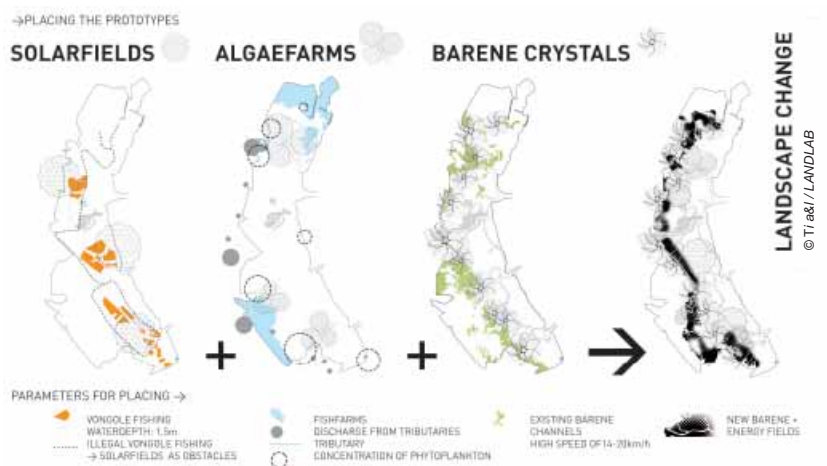 →PLACING THE PROTOTYPES
SOLARFIELDS
ALGAEFARMS
BARENE CRYSTALS
LANDSCAPE CHANGE
© Ti a&l / LANDLAB
+
+
→
PARAMETERS FOR PLACING →
VONGOLE FISHING
WATERDEPTH: 1,5m
ILLEGAL VONGOLE FISHING
→ SOLARFIELDS AS OBSTACLES
FISHFARMS
DISCHARGE FROM TRIBUTARIES
TRIBUTARY
CONCENTRATION OF PHYTOPLANKTON
EXISTING BARENE
CHANNELS
HIGH SPEED OF 14-20km/h
NEW BARENE +
ENERGY FIELDS